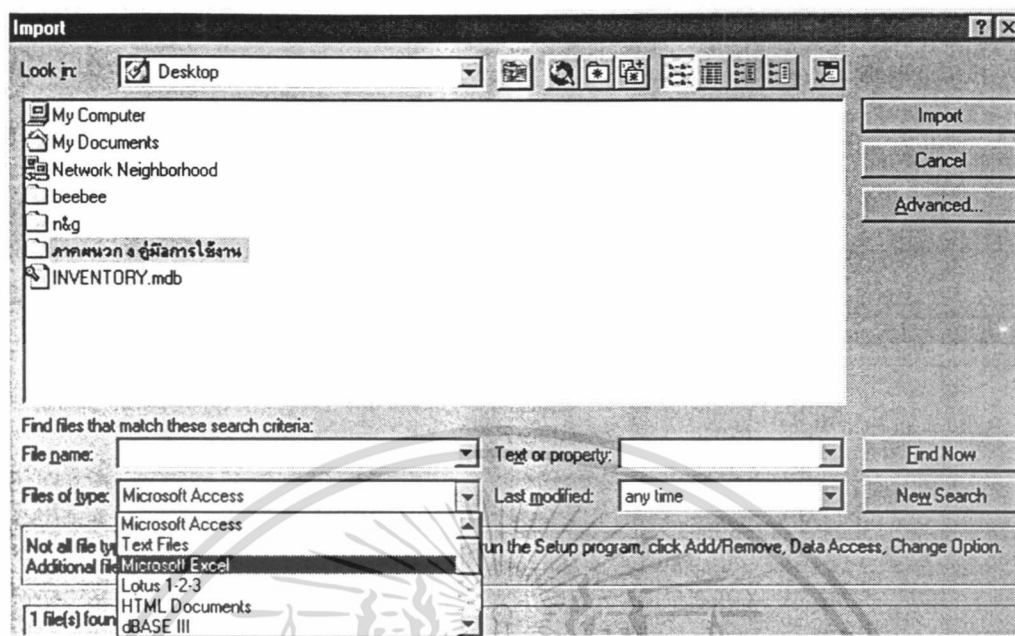 Import
Look in: Desktop
My Computer
My Documents
Network Neighborhood
beebee
n&g
ภาคผนวก ง คู่มือการใช้งาน
INVENTORY.mdb
Import
Cancel
Advanced...
Find files that match these search criteria:
File name: Text or property: Find Now
Files of type: Microsoft Access Last modified: any time New Search
Microsoft Access
Text Files
Microsoft Excel
Lotus 1-2-3
HTML Documents
dBASE III
Not all file ty run the Setup program, click Add/Remove, Data Access, Change Option.
Additional file
1 file(s) foun